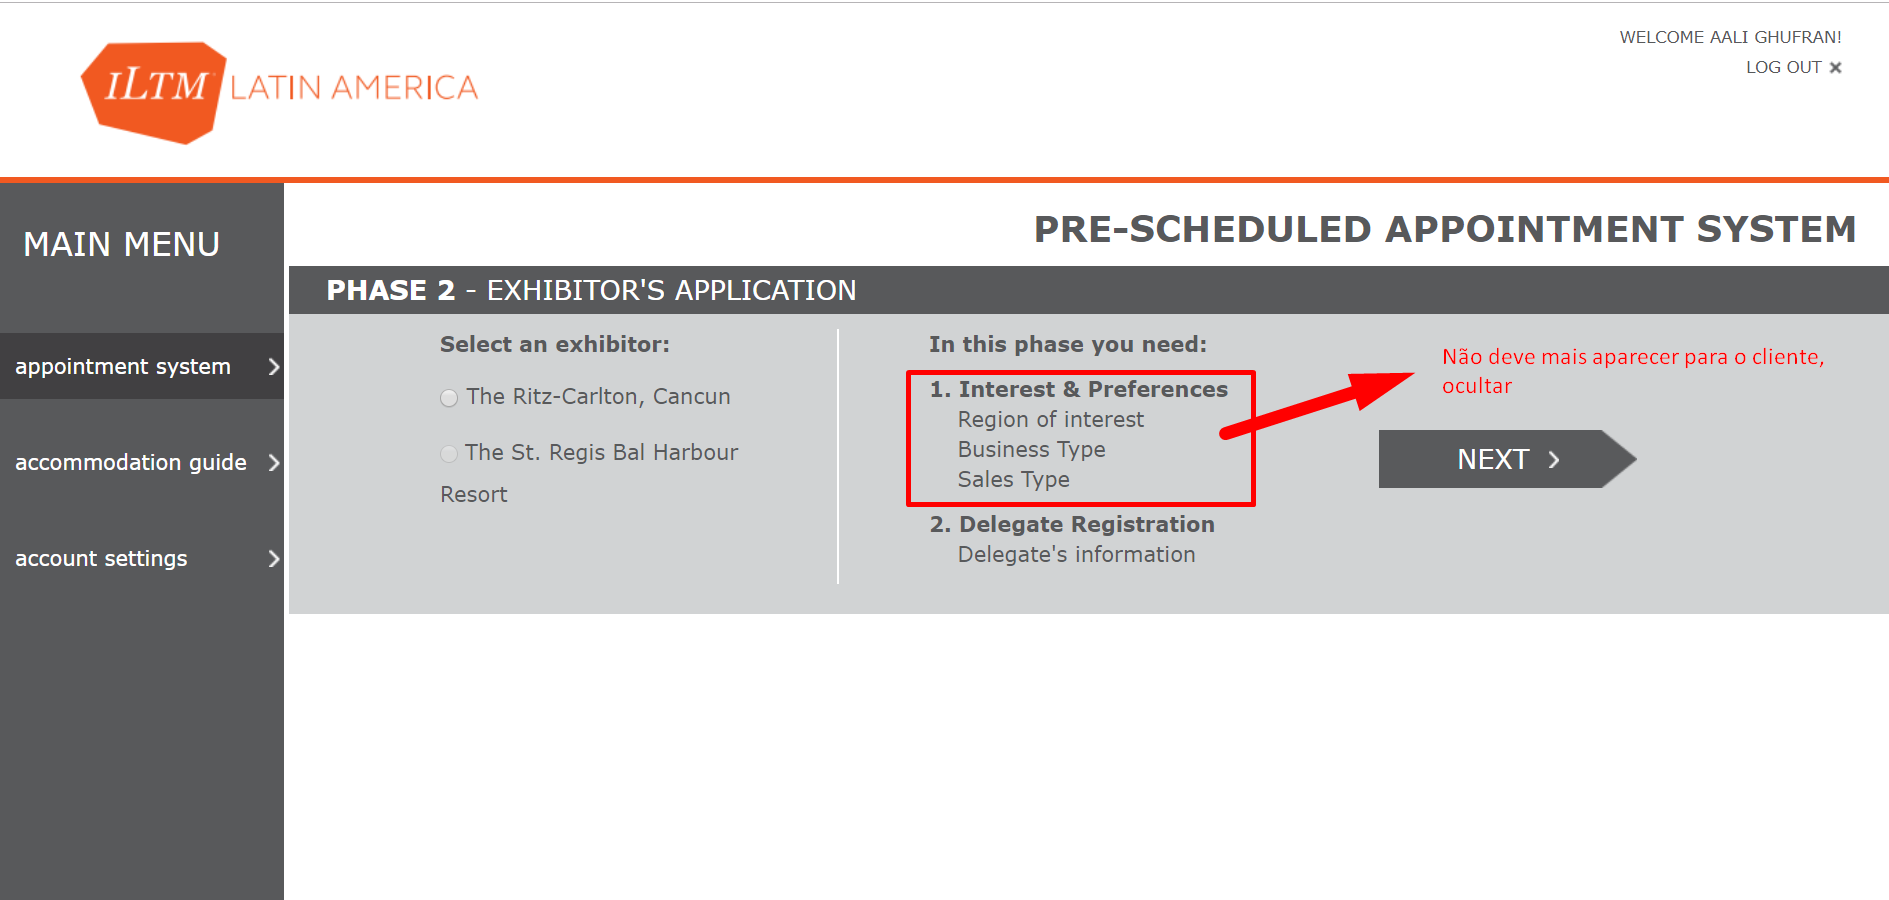 WELCOME AALI GHUFRAN!
LOG OUT ×
ILTM LATIN AMERICA
MAIN MENU
appointment system
accommodation guide
account settings
PRE-SCHEDULED APPOINTMENT SYSTEM
PHASE 2 - EXHIBITOR'S APPLICATION
Select an exhibitor:
The Ritz-Carlton, Cancun
The St. Regis Bal Harbour
Resort
In this phase you need:
1. Interest & Preferences
Region of interest
Business Type
Sales Type
2. Delegate Registration
Delegate's information
Não deve mais aparecer para o cliente,
ocultar
NEXT